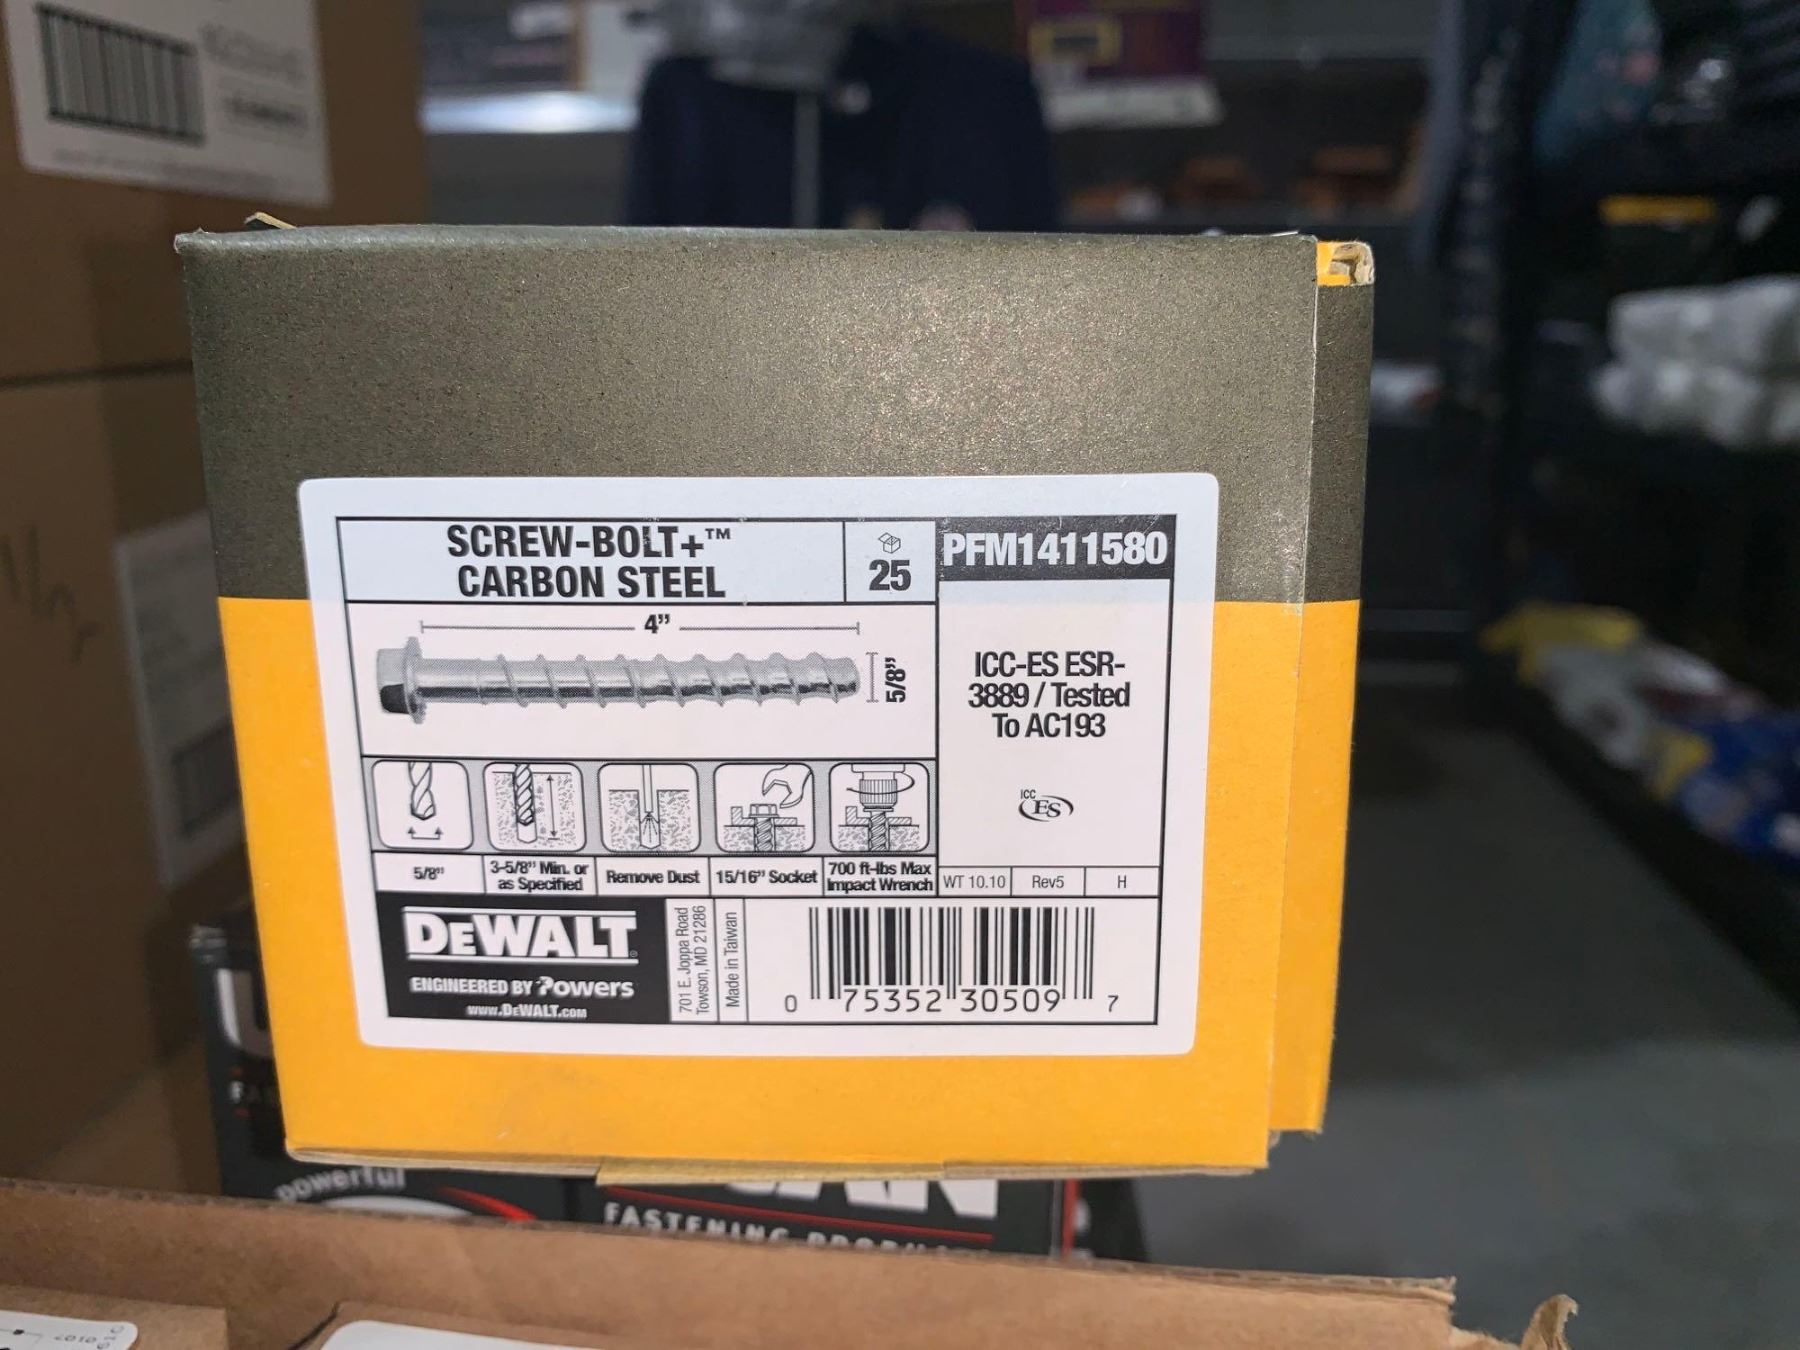 SCREW-BOLT+™
CARBON STEEL
25
PFM1411580
4"
5/8"
ICC-ES ESR-
3889 / Tested
To AC193
ICC
ES
5/8"
3-5/8" Min. or
as Specified
Remove Dust
15/16" Socket
700 ft-lbs Max
Impact Wrench
WT 10.10
Rev5
H
DEWALT®
ENGINEERED BY Powers
www.DEWALT.com
701 E. Joppa Road
Towson, MD 21286
Made in Taiwan
0 75352 30509 7
powerful
FASTENING